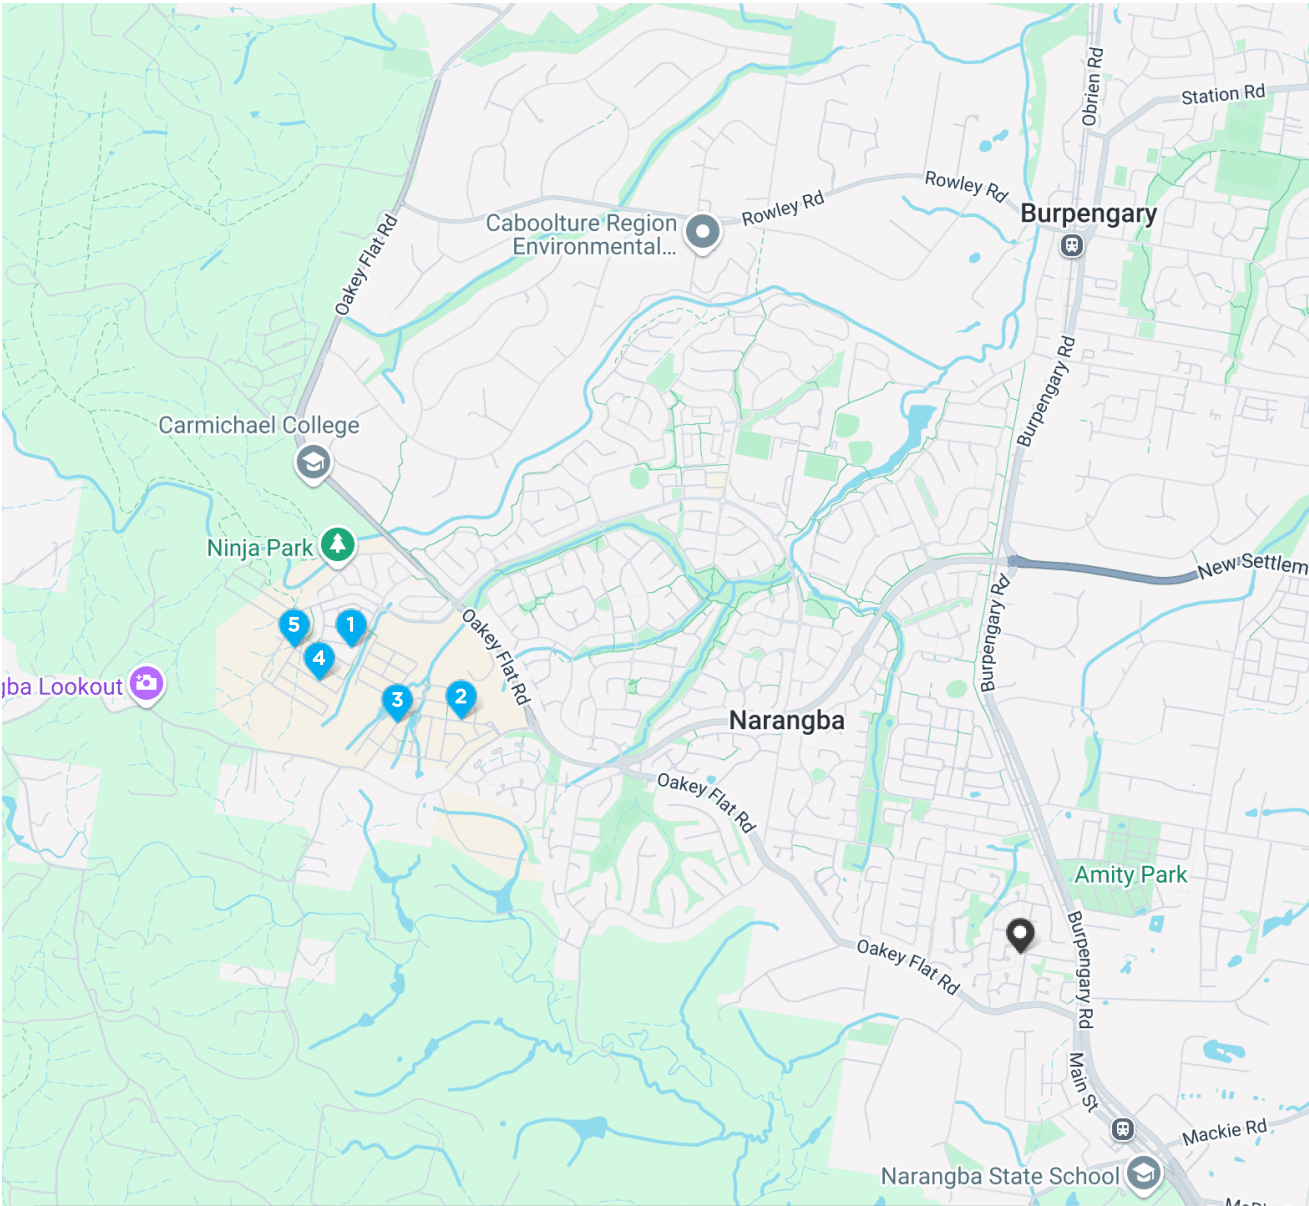 Obrien Rd
Station Rd
Rowley Rd
Rowley Rd
Burpengary
Caboolture Region
Environmental...
Oakey Flat Rd
Burpengary Rd
Carmichael College
Ninja Park
New Settlem
Burpengary Rd
5
1
4
Oakey Flat Rd
gba Lookout
3
2
Narangba
Oakey Flat Rd
Amity Park
Oakey Flat Rd
Burpengary Rd
Main St
Mackie Rd
Narangba State School